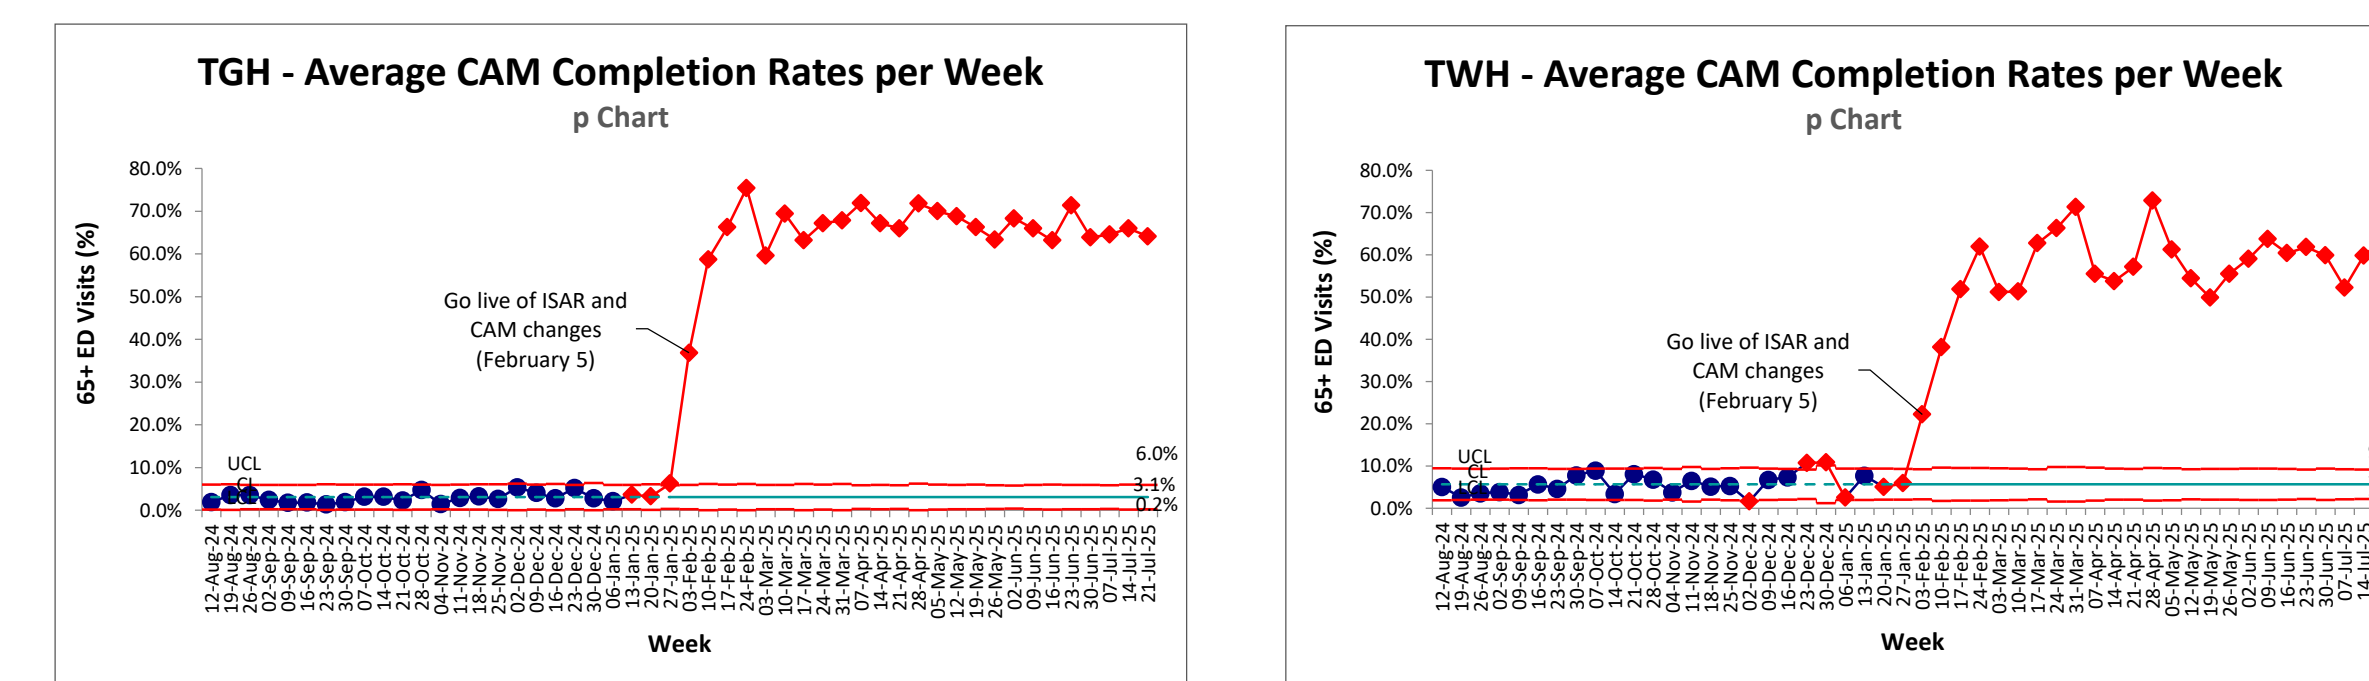 TGH - Average CAM Completion Rates per Week
p Chart
65+ ED Visits (%)
80.0%
70.0%
60.0%
50.0%
40.0%
30.0%
20.0%
10.0%
0.0%
Go live of ISAR and
CAM changes
(February 5)
UCL
CL
LCL
6.0%
3.1%
0.2%
12-Aug-24
19-Aug-24
26-Aug-24
02-Sep-24
09-Sep-24
16-Sep-24
23-Sep-24
30-Sep-24
07-Oct-24
14-Oct-24
21-Oct-24
28-Oct-24
04-Nov-24
11-Nov-24
18-Nov-24
25-Nov-24
02-Dec-24
09-Dec-24
16-Dec-24
23-Dec-24
30-Dec-24
06-Jan-25
13-Jan-25
20-Jan-25
27-Jan-25
03-Feb-25
10-Feb-25
17-Feb-25
24-Feb-25
03-Mar-25
10-Mar-25
17-Mar-25
24-Mar-25
31-Mar-25
07-Apr-25
14-Apr-25
21-Apr-25
28-Apr-25
05-May-25
12-May-25
19-May-25
26-May-25
02-Jun-25
09-Jun-25
16-Jun-25
23-Jun-25
30-Jun-25
07-Jul-25
14-Jul-25
21-Jul-25
Week
TWH - Average CAM Completion Rates per Week
p Chart
65+ ED Visits (%)
80.0%
70.0%
60.0%
50.0%
40.0%
30.0%
20.0%
10.0%
0.0%
Go live of ISAR and
CAM changes
(February 5)
UCL
CL
LCL
12-Aug-24
19-Aug-24
26-Aug-24
02-Sep-24
09-Sep-24
16-Sep-24
23-Sep-24
30-Sep-24
07-Oct-24
14-Oct-24
21-Oct-24
28-Oct-24
04-Nov-24
11-Nov-24
18-Nov-24
25-Nov-24
02-Dec-24
09-Dec-24
16-Dec-24
23-Dec-24
30-Dec-24
06-Jan-25
13-Jan-25
20-Jan-25
27-Jan-25
03-Feb-25
10-Feb-25
17-Feb-25
24-Feb-25
03-Mar-25
10-Mar-25
17-Mar-25
24-Mar-25
31-Mar-25
07-Apr-25
14-Apr-25
21-Apr-25
28-Apr-25
05-May-25
12-May-25
19-May-25
26-May-25
02-Jun-25
09-Jun-25
16-Jun-25
23-Jun-25
30-Jun-25
07-Jul-25
14-Jul-25
Week